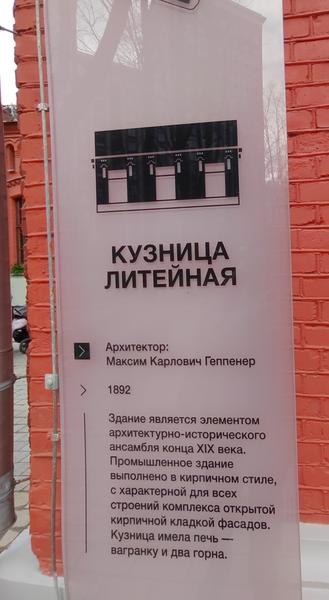 КУЗНИЦА
ЛИТЕЙНАЯ
Архитектор:
Максим Карлович Геппенер
1892
Здание является элементом
архитектурно-исторического
ансамбля конца XIX века.
Промышленное здание
выполнено в кирпичном стиле,
с характерной для всех
строений комплекса открытой
кирпичной кладкой фасадов.
Кузница имела печь —
вагранку и два горна.